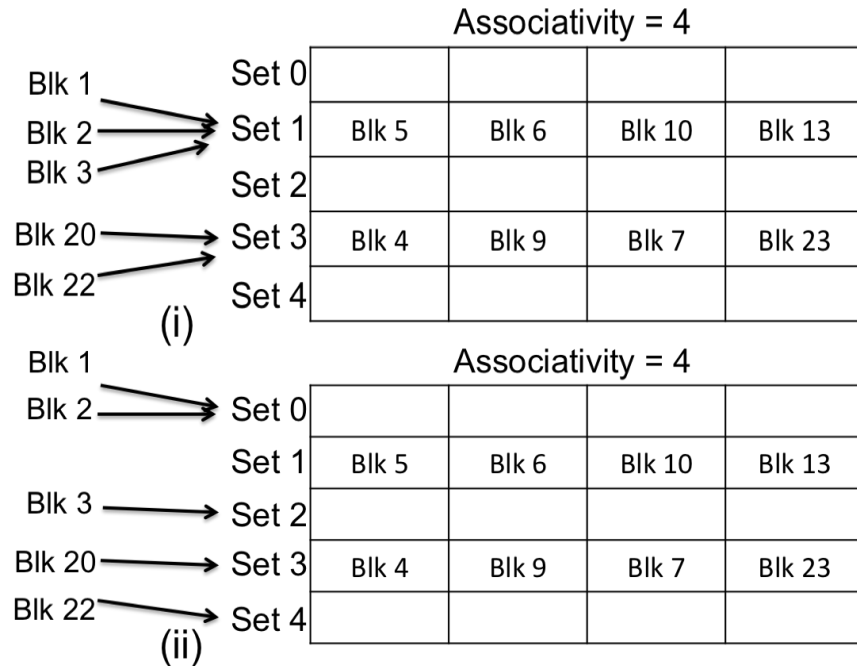 Associativity = 4
Blk 1
Set 0
Blk 2
Set 1 Blk 5 Blk 6 Blk 10 Blk 13
Blk 3
Set 2
Blk 20
Set 3 Blk 4 Blk 9 Blk 7 Blk 23
Blk 22
Set 4
(i)
Associativity = 4
Blk 1
Blk 2 Set 0
Set 1 Blk 5 Blk 6 Blk 10 Blk 13
Blk 3 Set 2
Blk 20 Set 3 Blk 4 Blk 9 Blk 7 Blk 23
Blk 22 Set 4
(ii)